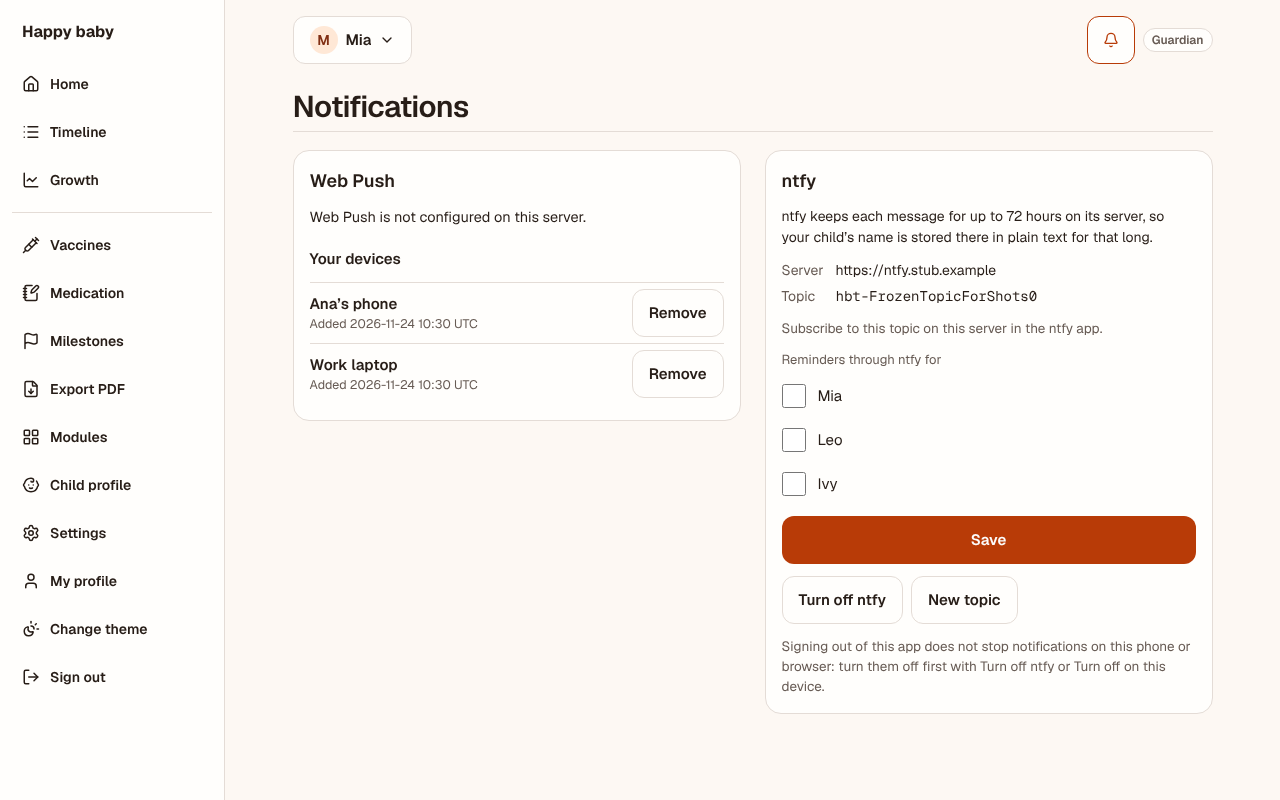 Happy baby
Home
Timeline
Growth
Vaccines
Medication
Milestones
Export PDF
Modules
Child profile
Settings
My profile
Change theme
Sign out
M Mia
Guardian
Notifications
Web Push
Web Push is not configured on this server.
Your devices
Ana’s phone
Added 2026-11-24 10:30 UTC
Remove
Work laptop
Added 2026-11-24 10:30 UTC
Remove
ntfy
ntfy keeps each message for up to 72 hours on its server, so
your child’s name is stored there in plain text for that long.
Server https://ntfy.stub.example
Topic hbt-FrozenTopicForShots0
Subscribe to this topic on this server in the ntfy app.
Reminders through ntfy for
Mia
Leo
Ivy
Save
Turn off ntfy
New topic
Signing out of this app does not stop notifications on this phone or
browser: turn them off first with Turn off ntfy or Turn off on this
device.